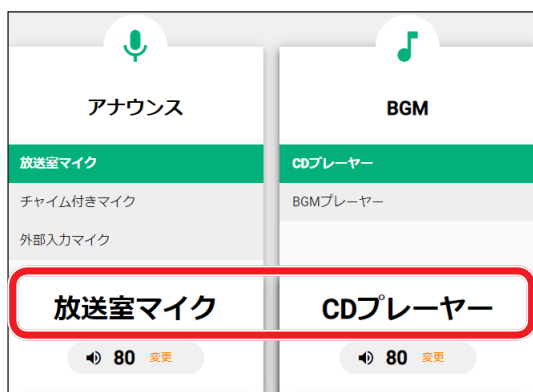 アナウンス
放送室マイク
チャイム付きマイク
外部入力マイク
放送室マイク
80 変更
BGM
CDプレーヤー
BGMプレーヤー
CDプレーヤー
80 変更